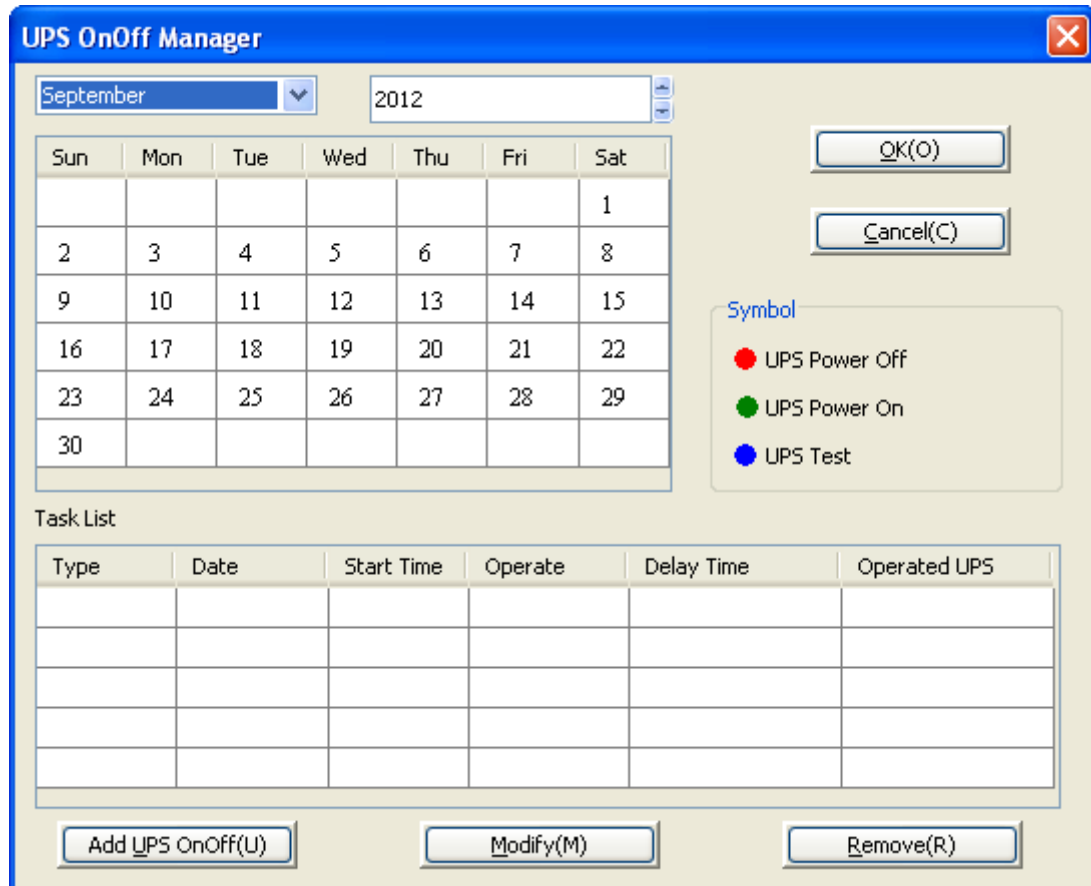 UPS OnOff Manager
September 2012
Sun Mon Tue Wed Thu Fri Sat
1
2 3 4 5 6 7 8
9 10 11 12 13 14 15
16 17 18 19 20 21 22
23 24 25 26 27 28 29
30
OK(O)
Cancel(C)
Symbol
UPS Power Off
UPS Power On
UPS Test
Task List
Type Date Start Time Operate Delay Time Operated UPS
Add UPS OnOff(U) Modify(M) Remove(R)